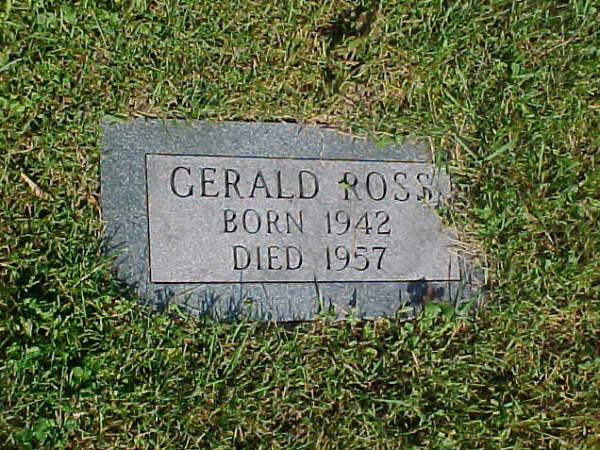 GERALD ROSS
BORN 1942
DIED 1957